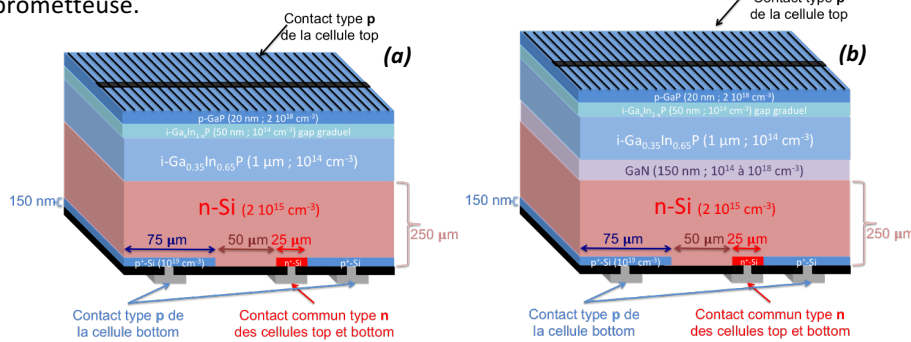 prometteuse.
Contact type p
de la cellule top
(a)
p-GaP (20 nm ; 2 10¹⁸ cm⁻³)
i-GaₓIn₁₋ₓP (50 nm ; 10¹⁴ cm⁻³) gap graduel
i-Ga₀.₃₅In₀.₆₅P (1 µm ; 10¹⁴ cm⁻³)
n-Si (2 10¹⁵ cm⁻³)
150 nm
250 µm
75 µm
50 µm
25 µm
p⁺-Si (10¹⁹ cm⁻³)
n⁺-Si
p⁺-Si
Contact type p de
la cellule bottom
Contact commun type n
des cellules top et bottom
Contact type p
de la cellule top
(b)
p-GaP (20 nm ; 2 10¹⁸ cm⁻³)
i-GaₓIn₁₋ₓP (50 nm ; 10¹⁴ cm⁻³) gap graduel
i-Ga₀.₃₅In₀.₆₅P (1 µm ; 10¹⁴ cm⁻³)
GaN (150 nm ; 10¹⁴ à 10¹⁸ cm⁻³)
n-Si (2 10¹⁵ cm⁻³)
250 µm
75 µm
50 µm
25 µm
p⁺-Si (10¹⁹ cm⁻³)
n⁺-Si
p⁺-Si
Contact type p de
la cellule bottom
Contact commun type n
des cellules top et bottom